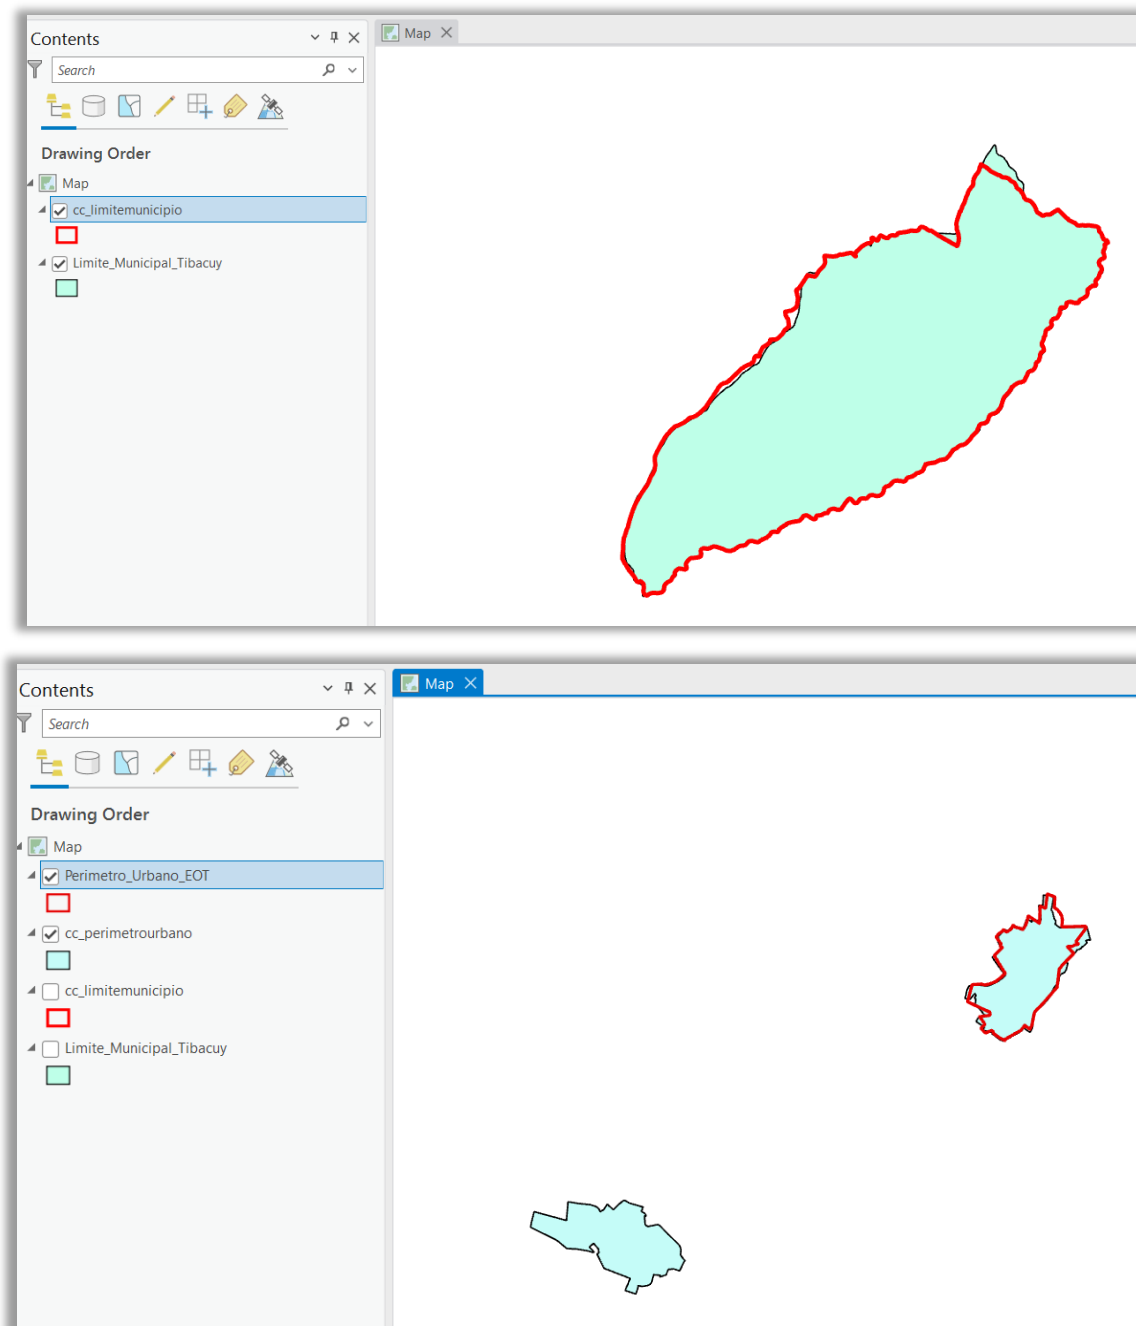 Contents
Map
Search
Drawing Order
Map
cc_limitemunicipio
Limite_Municipal_Tibacuy
Contents
Map
Search
Drawing Order
Map
Perimetro_Urbano_EOT
cc_perimetrourbano
cc_limitemunicipio
Limite_Municipal_Tibacuy